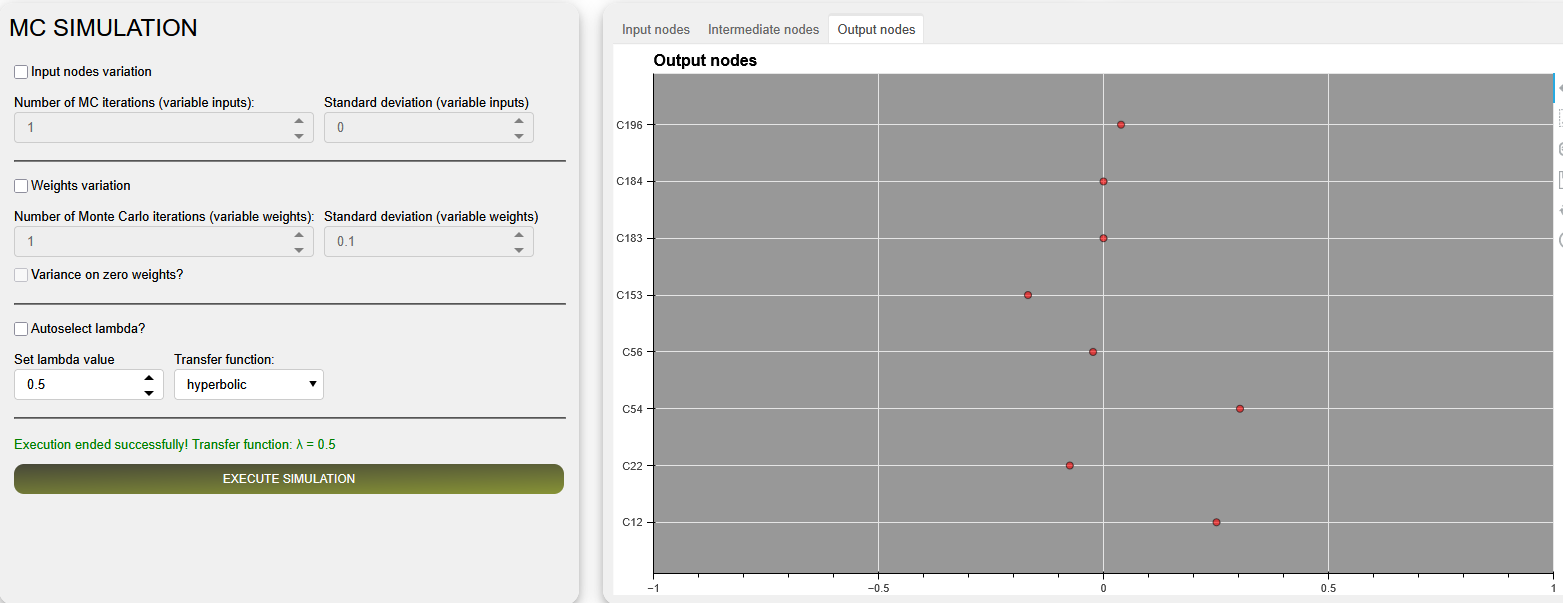 MC SIMULATION
Input nodes variation
Number of MC iterations (variable inputs):
Standard deviation (variable inputs)
1
0
Weights variation
Number of Monte Carlo iterations (variable weights):
Standard deviation (variable weights)
1
0.1
Variance on zero weights?
Autoselect lambda?
Set lambda value
Transfer function:
0.5
hyperbolic
Execution ended successfully! Transfer function: λ = 0.5
EXECUTE SIMULATION
Input nodes
Intermediate nodes
Output nodes
Output nodes
C196
C184
C183
C153
C56
C54
C22
C12
−1
−0.5
0
0.5
1